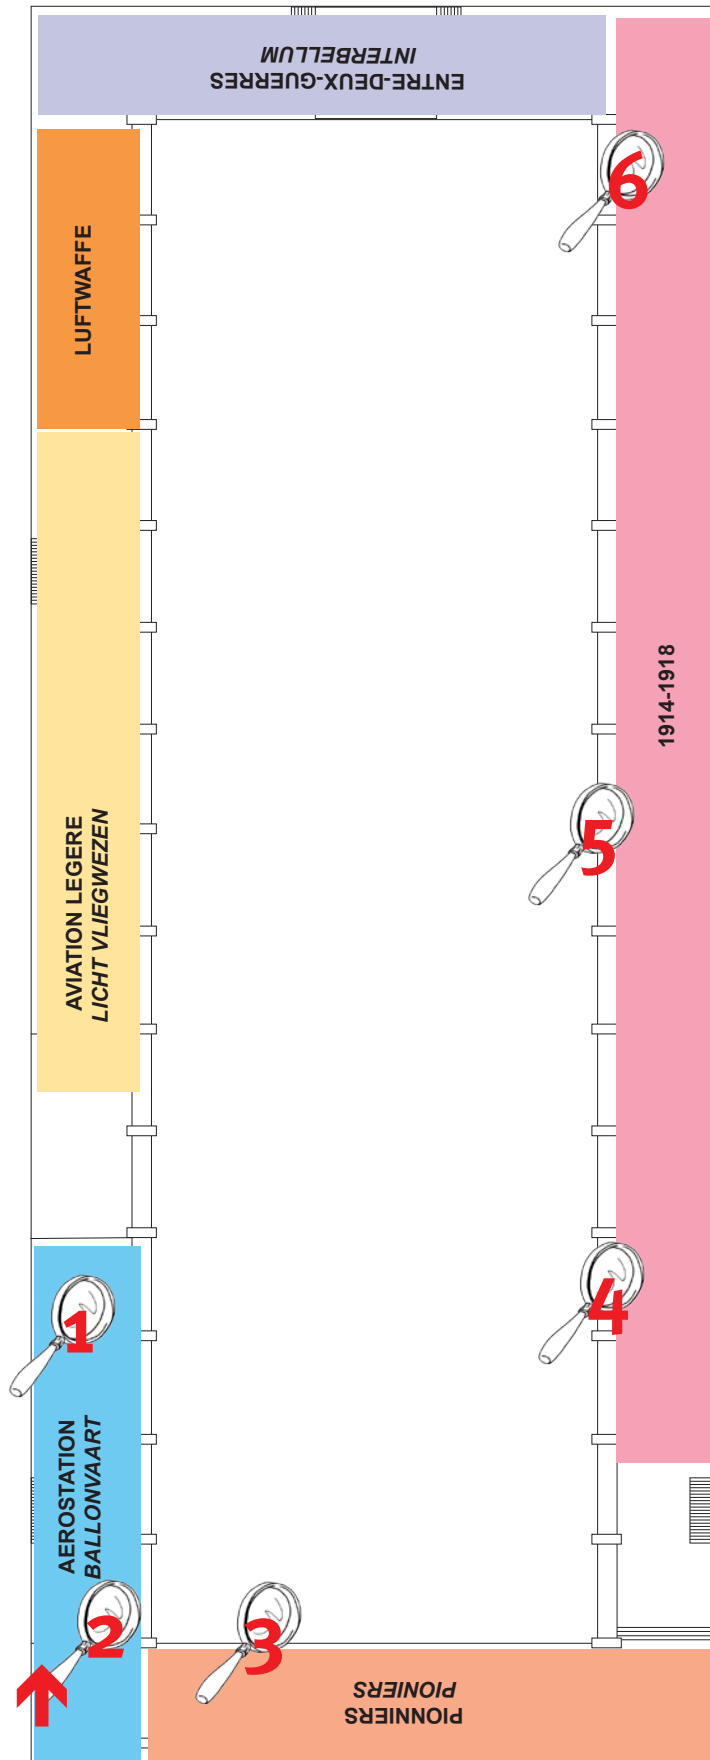 ENTRE-DEUX-GUERRES
INTERBELLUM
6
LUFTWAFFE
1914-1918
5
AVIATION LEGERE
LICHT VLIEGWEZEN
4
1
AEROSTATION
BALLONVAART
2
3
PIONNIERS
PIONIERS